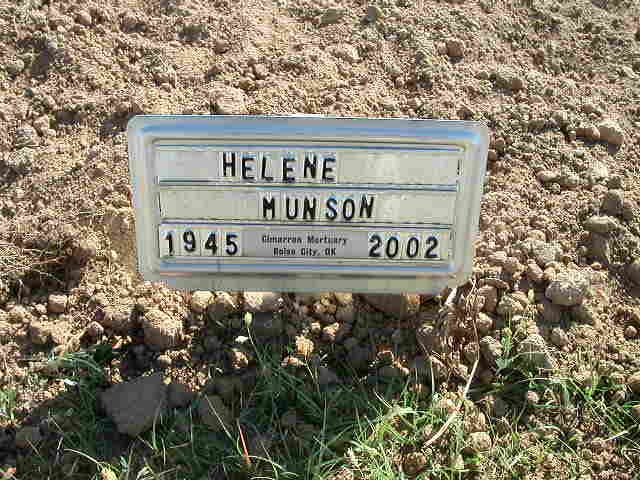 HELENE
MUNSON
1945 Cimarron Mortuary 2002
Boise City, OK